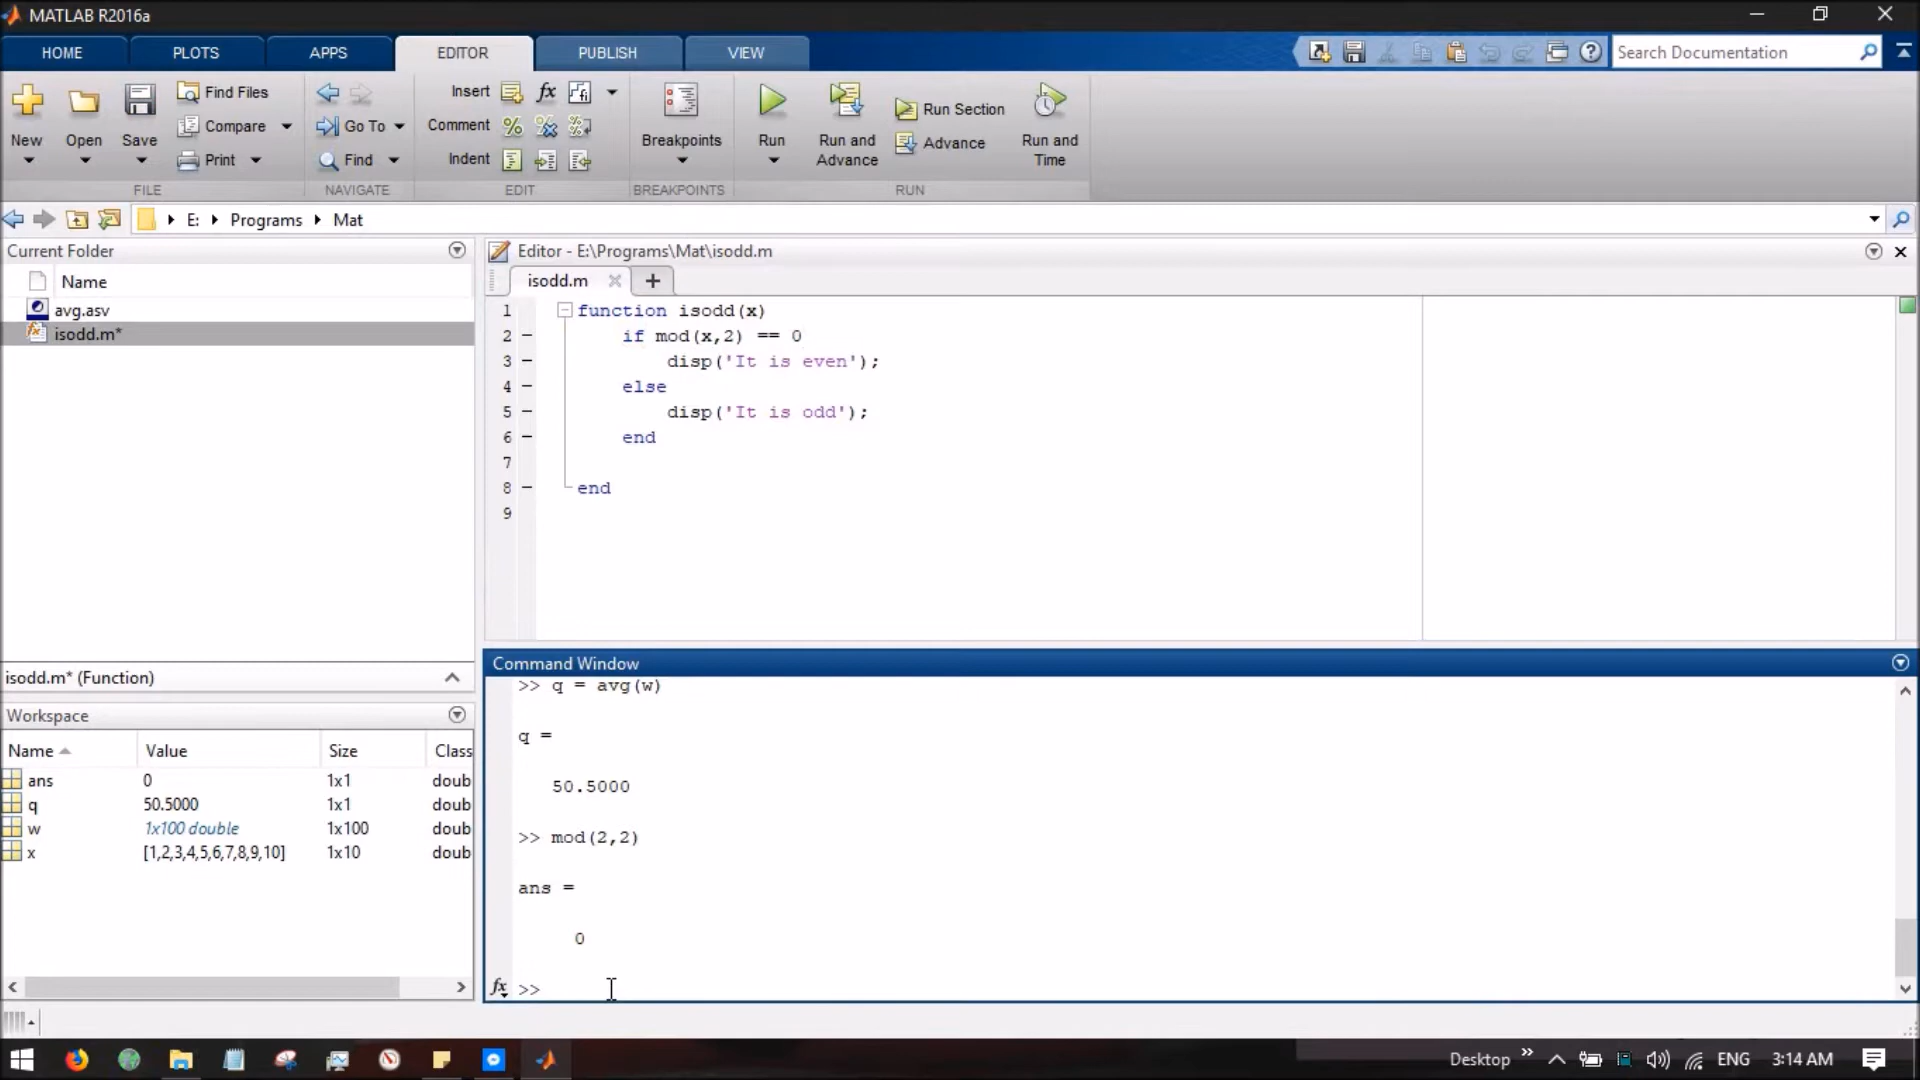 MATLAB R2016a
HOME PLOTS APPS EDITOR PUBLISH VIEW Search Documentation
New Open Save Find Files Compare Print
Go To Find
Insert fx Comment Indent
Breakpoints
Run Run and Advance Run Section Advance Run and Time
FILE NAVIGATE EDIT BREAKPOINTS RUN
E: Programs Mat
Current Folder
Name
avg.asv
isodd.m*
Editor - E:\Programs\Mat\isodd.m
isodd.m
1 function isodd(x)
2 if mod(x,2) == 0
3 disp('It is even');
4 else
5 disp('It is odd');
6 end
7
8 end
9
isodd.m* (Function)
Workspace
Name Value Size Class
ans 0 1x1 doub
q 50.5000 1x1 doub
w 1x100 double 1x100 doub
x [1,2,3,4,5,6,7,8,9,10] 1x10 doub
Command Window
>> q = avg(w)
q =
50.5000
>> mod(2,2)
ans =
0
fx >>
Desktop » ENG 3:14 AM